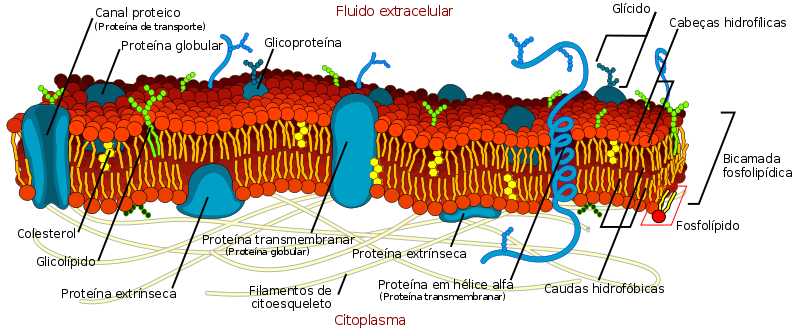 Fluido extracelular
Canal proteico
(Proteína de transporte)
Proteína globular
Glicoproteína
Glícido
Cabeças hidrofílicas
Bicamada
fosfolipídica
Fosfolípido
Colesterol
Glicolípido
Proteína extrínseca
Proteína transmembranar
(Proteína globular)
Filamentos de
citoesqueleto
Proteína extrínseca
Proteína em hélice alfa
(Proteína transmembranar)
Caudas hidrofóbicas
Citoplasma